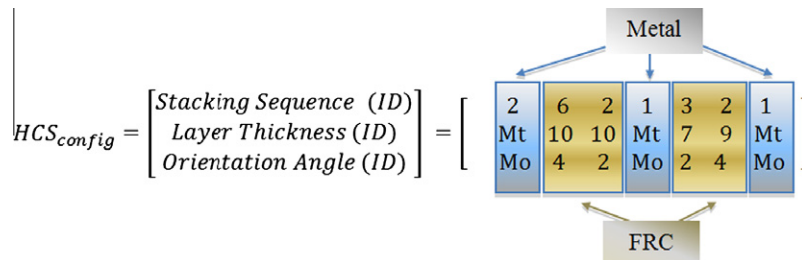 Metal
[Stacking Sequence (ID)] = [ 2 6 2 1 3 2 1
HCS_config = [Layer Thickness (ID)] Mt 10 10 Mt 7 9 Mt
[Orientation Angle (ID)] Mo 4 2 Mo 2 4 Mo
FRC